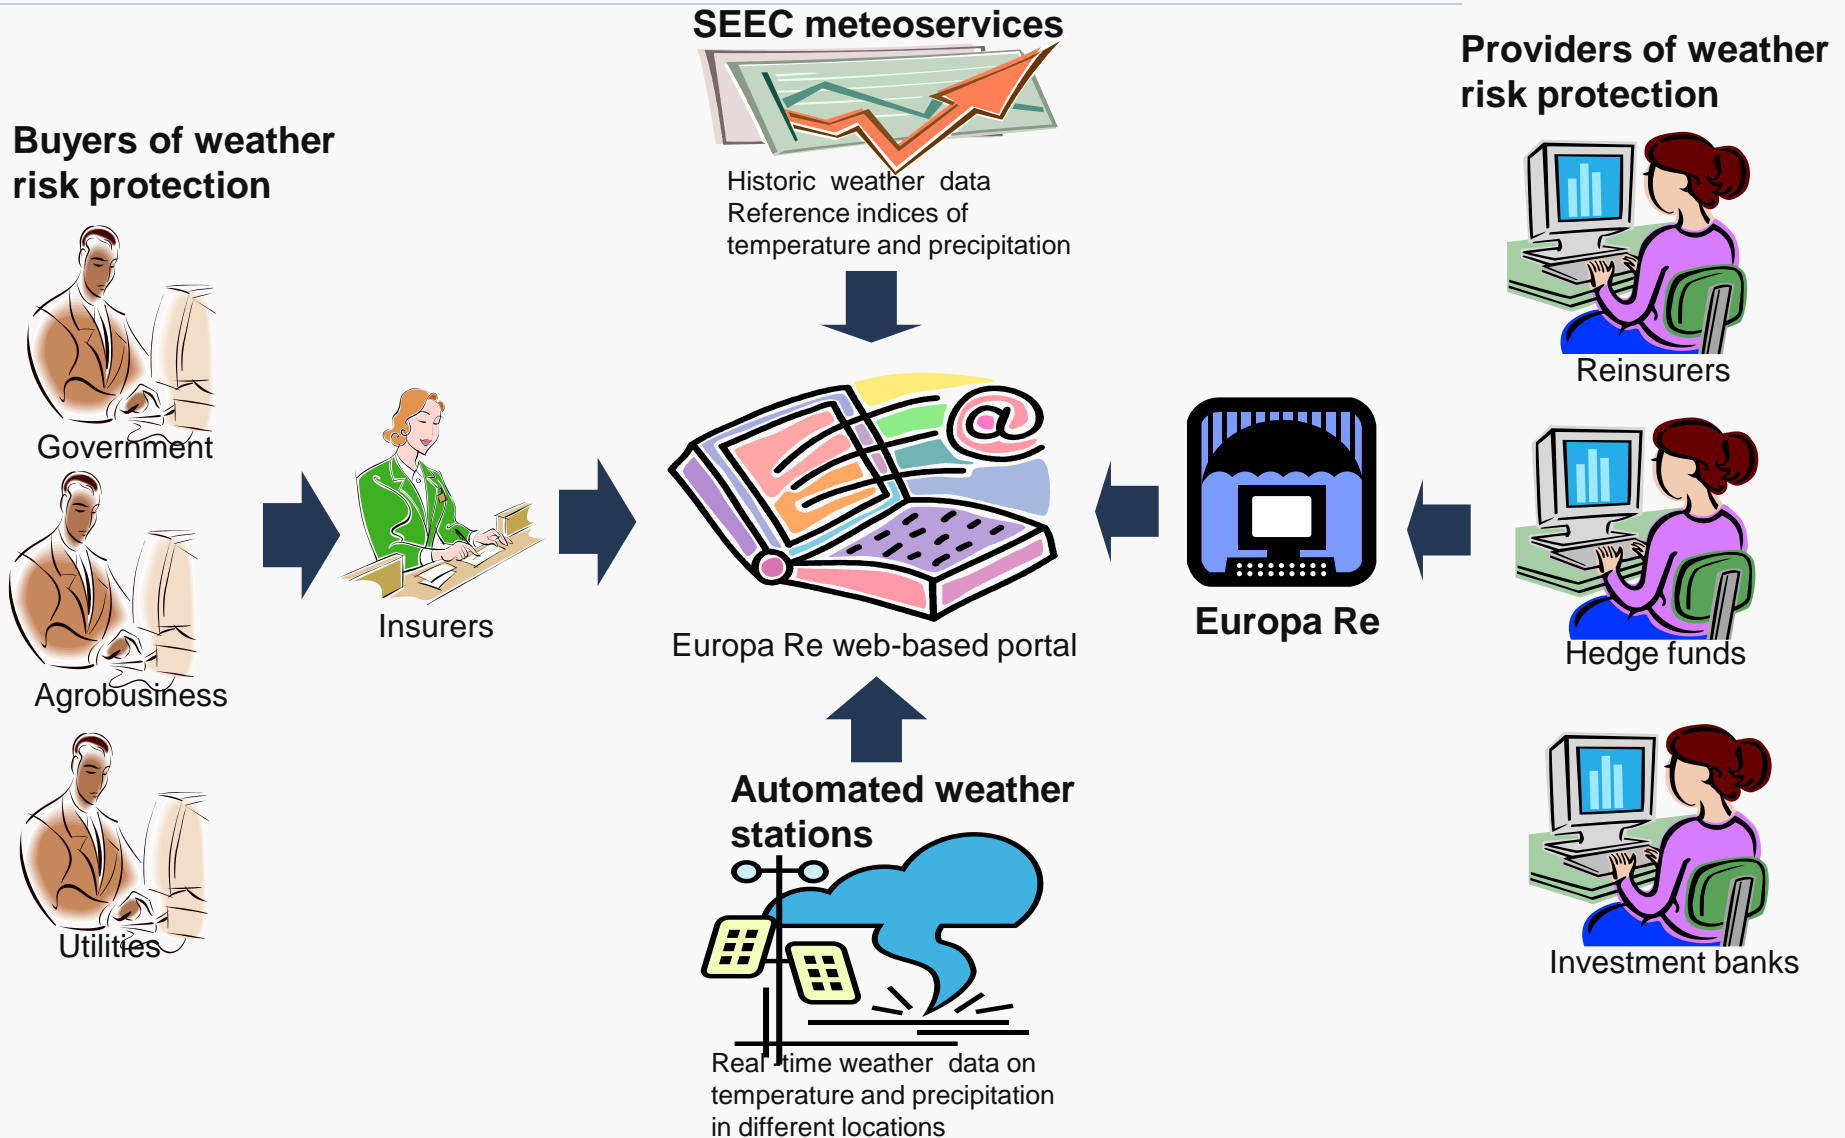 SEEC meteoservices
Historic weather data
Reference indices of
temperature and precipitation
Buyers of weather
risk protection
Government
Agrobusiness
Utilities
Insurers
@
Europa Re web-based portal
Europa Re
Automated weather
stations
Real -time weather data on
temperature and precipitation
in different locations
Providers of weather
risk protection
Reinsurers
Hedge funds
Investment banks